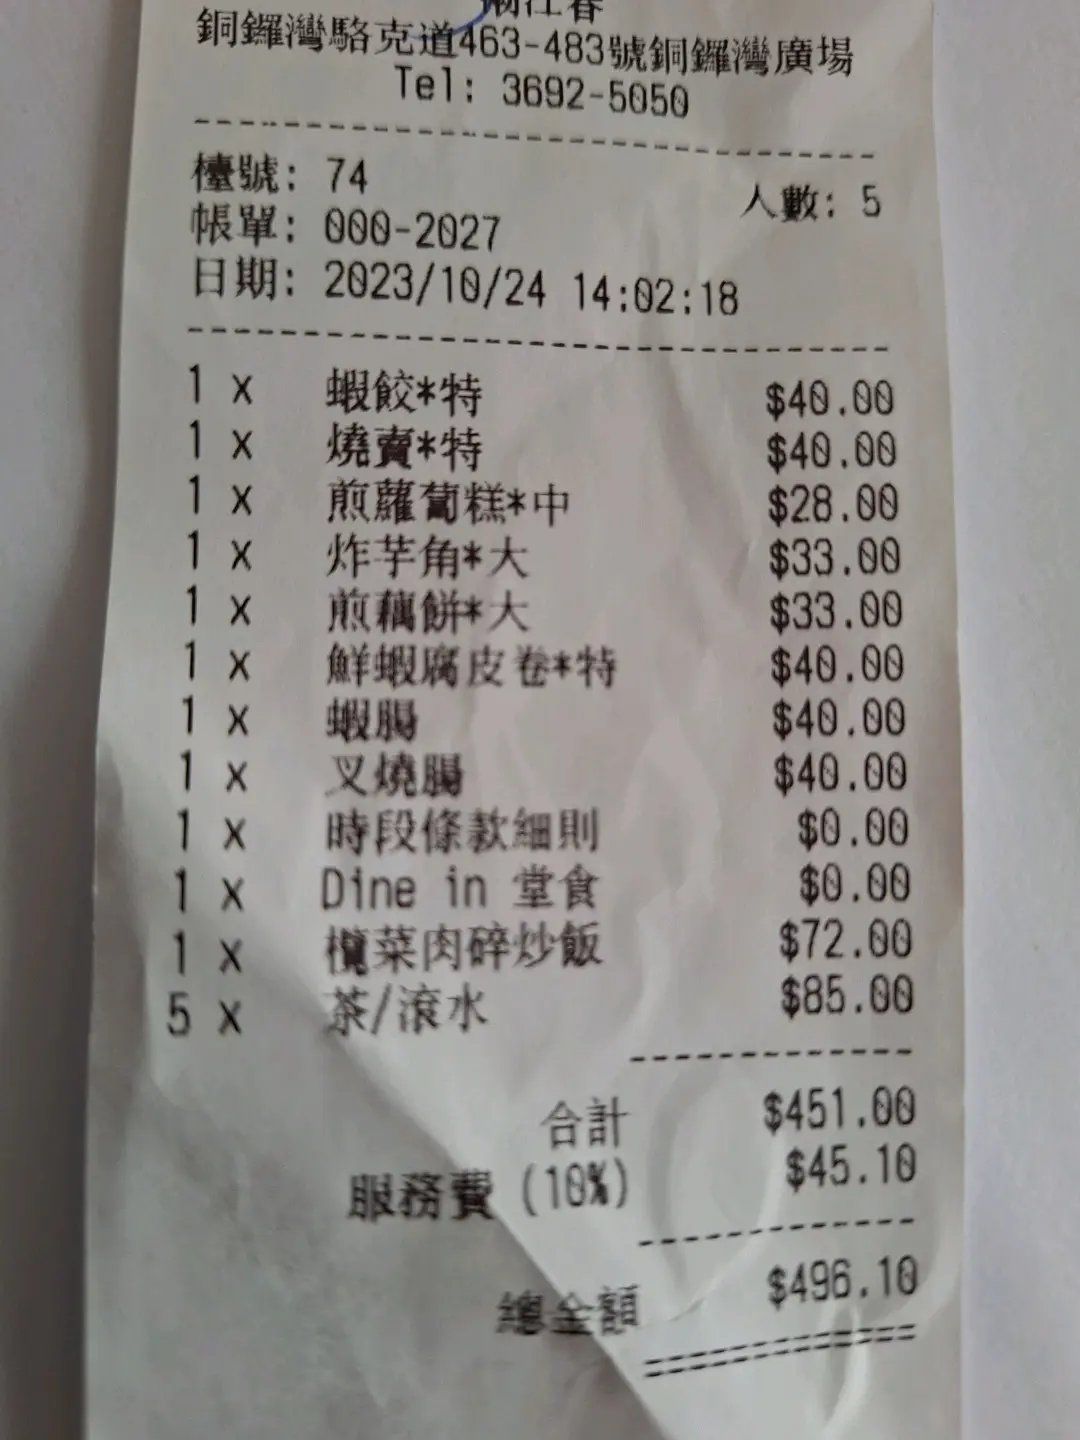 銅鑼灣駱克道463-483號銅鑼灣廣場
Tel: 3692-5050
檯號: 74 人數: 5
帳單: 000-2027
日期: 2023/10/24 14:02:18
1 x 蝦餃*特 $40.00
1 x 燒賣*特 $40.00
1 x 煎蘿蔔糕*中 $28.00
1 x 炸芋角*大 $33.00
1 x 煎藕餅*大 $33.00
1 x 鮮蝦腐皮卷*特 $40.00
1 x 蝦腸 $40.00
1 x 叉燒腸 $40.00
1 x 時段條款細則 $0.00
1 x Dine in 堂食 $0.00
1 x 欖菜肉碎炒飯 $72.00
5 x 茶/滾水 $85.00
合計 $451.00
服務費 (10%) $45.10
總金額 $496.10